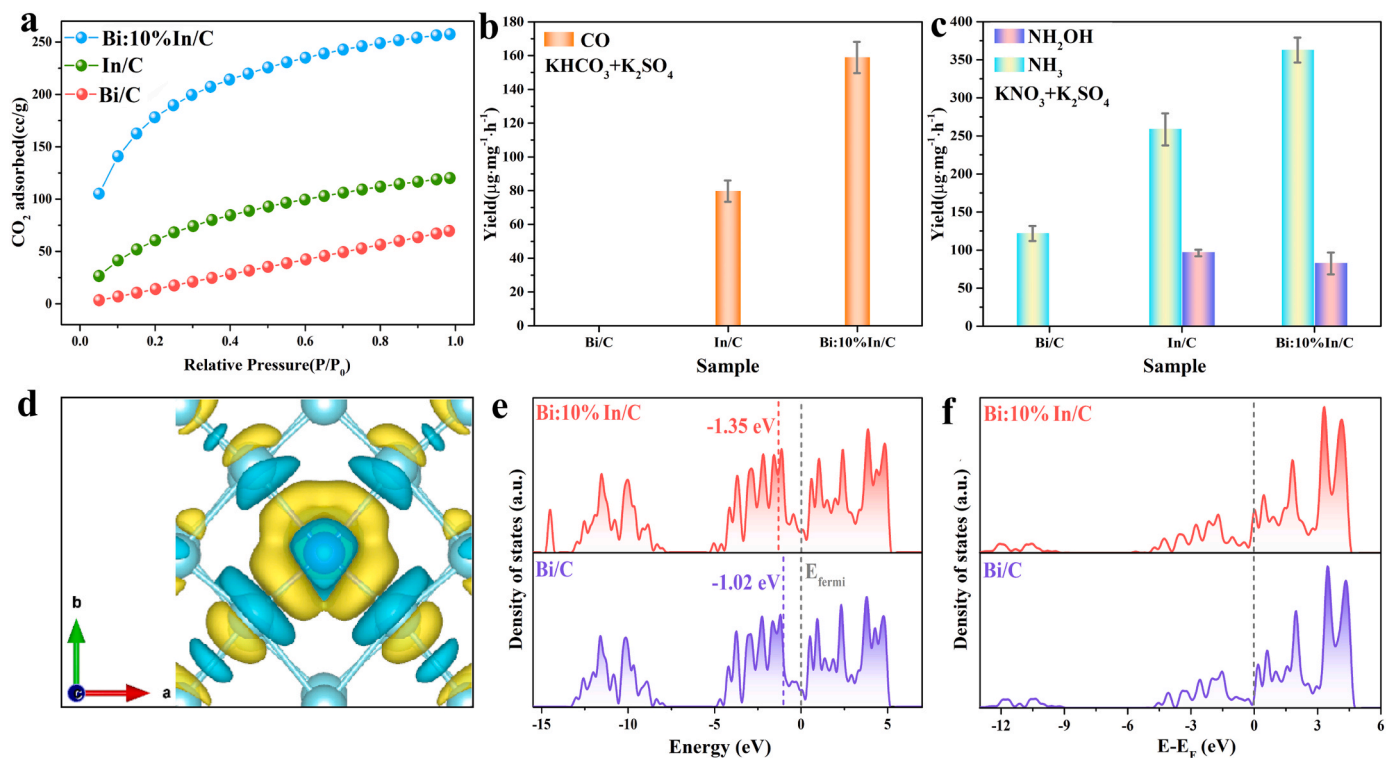 a
Bi:10%In/C
In/C
Bi/C
CO₂ adsorbed(cc/g)
250
200
150
100
50
0
0.0 0.2 0.4 0.6 0.8 1.0
Relative Pressure(P/P₀)
b
CO
KHCO₃+K₂SO₄
Yield(μg·mg⁻¹·h⁻¹)
180
160
140
120
100
80
60
40
20
0
Bi/C In/C Bi:10%In/C
Sample
c
NH₂OH
NH₃
KNO₃+K₂SO₄
Yield(μg·mg⁻¹·h⁻¹)
400
350
300
250
200
150
100
50
0
Bi/C In/C Bi:10%In/C
Sample
d
b
c
a
e
Bi:10% In/C
-1.35 eV
Bi/C
-1.02 eV
E_fermi
Density of states (a.u.)
-15 -10 -5 0 5
Energy (eV)
f
Bi:10% In/C
Bi/C
Density of states (a.u.)
-12 -9 -6 -3 0 3 6
E-E_F (eV)